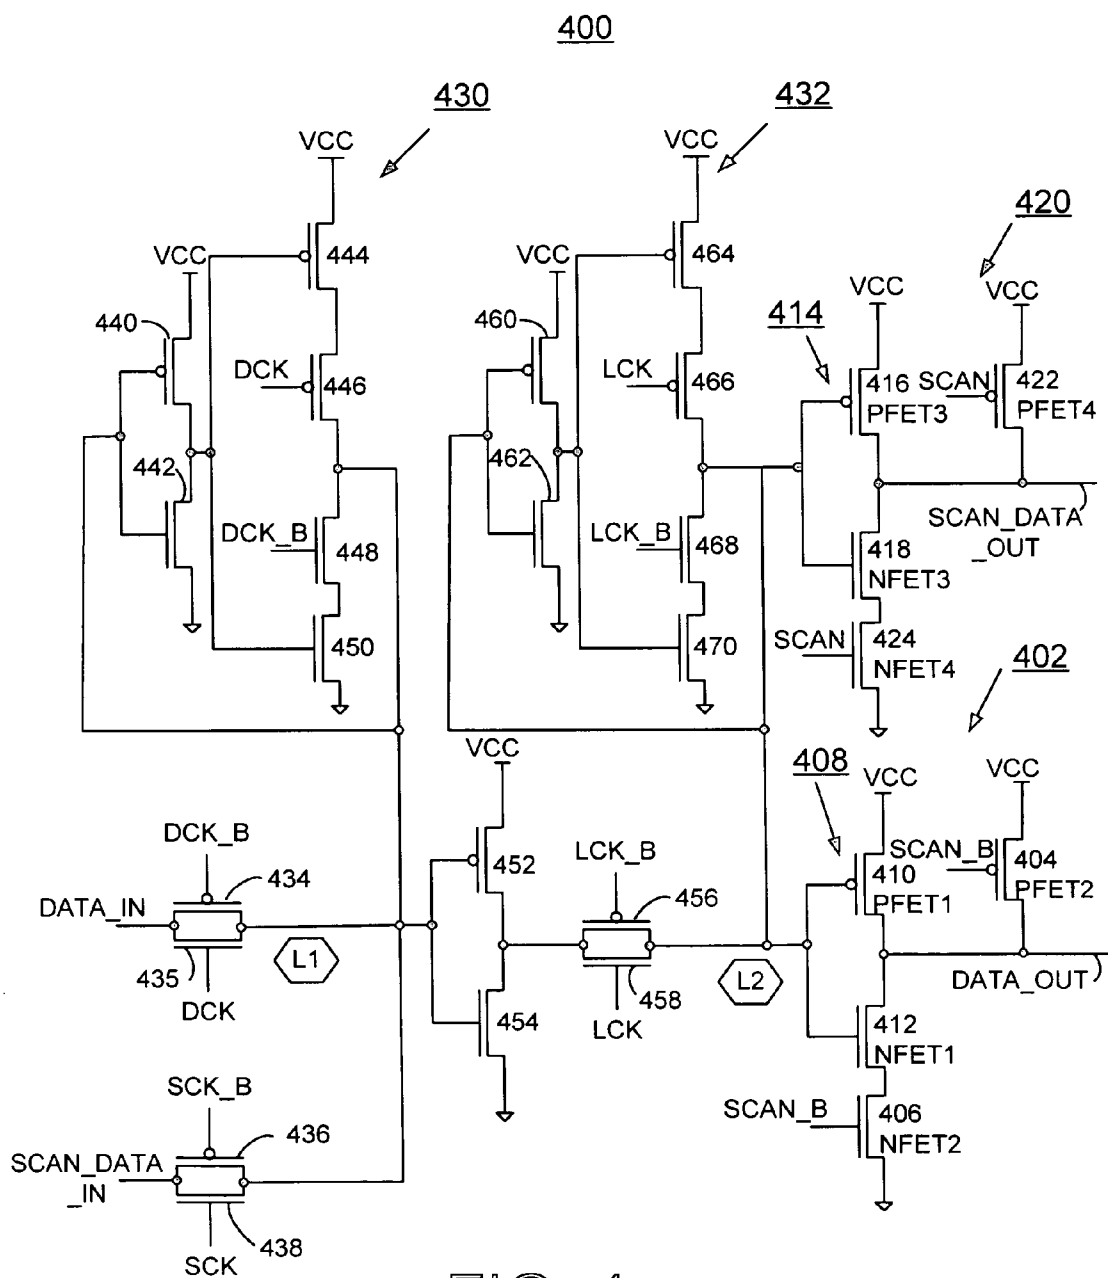 400
430
432
VCC
VCC
420
444
464
VCC
VCC
VCC
VCC
414
440
460
DCK
446
LCK
466
416
PFET3
SCAN
422
PFET4
442
462
SCAN_DATA
_OUT
DCK_B
448
LCK_B
468
418
NFET3
450
470
SCAN
424
NFET4
402
VCC
408
VCC
VCC
DCK_B
452
LCK_B
SCAN_B
404
PFET2
434
456
410
PFET1
DATA_IN
L1
L2
DATA_OUT
435
458
DCK
454
LCK
412
NFET1
SCK_B
SCAN_B
406
NFET2
436
SCAN_DATA
_IN
438
SCK